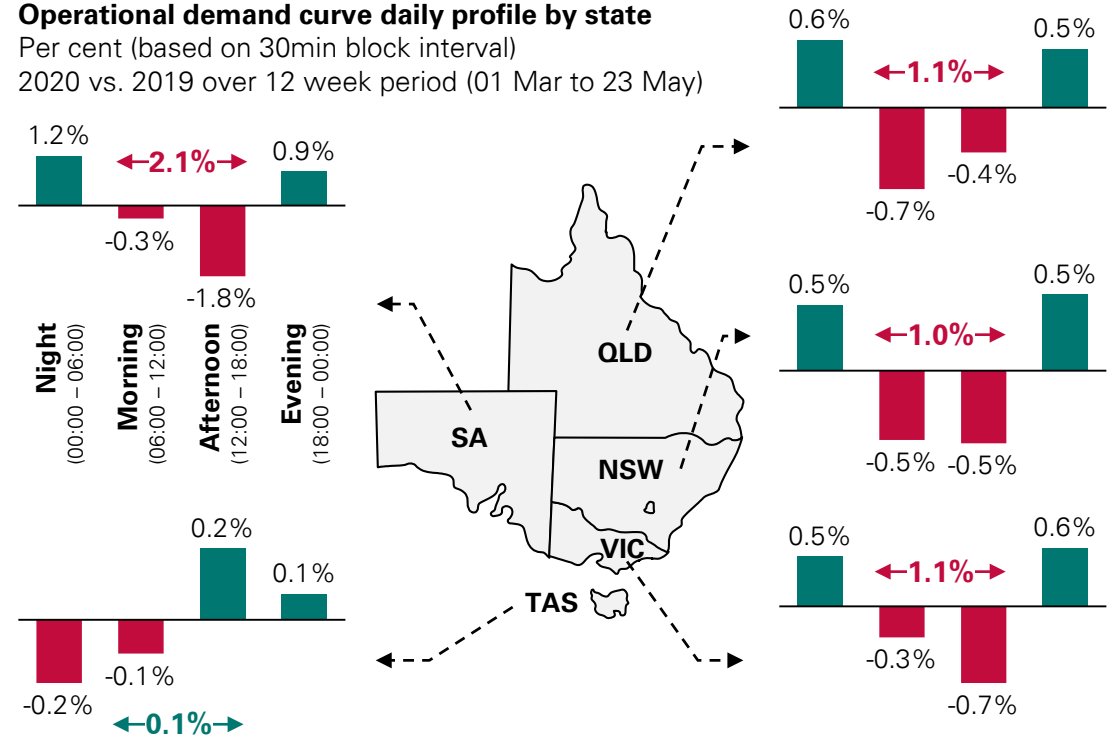 Operational demand curve daily profile by state
Per cent (based on 30min block interval)
2020 vs. 2019 over 12 week period (01 Mar to 23 May)
1.2%
2.1%
0.9%
-0.3%
-1.8%
Night
(00:00 – 06:00)
Morning
(06:00 – 12:00)
Afternoon
(12:00 – 18:00)
Evening
(18:00 – 00:00)
0.6%
1.1%
0.5%
-0.7%
-0.4%
0.5%
1.0%
0.5%
-0.5%
-0.5%
QLD
SA
NSW
VIC
TAS
0.2%
0.1%
-0.2%
-0.1%
0.1%
0.5%
1.1%
0.6%
-0.3%
-0.7%